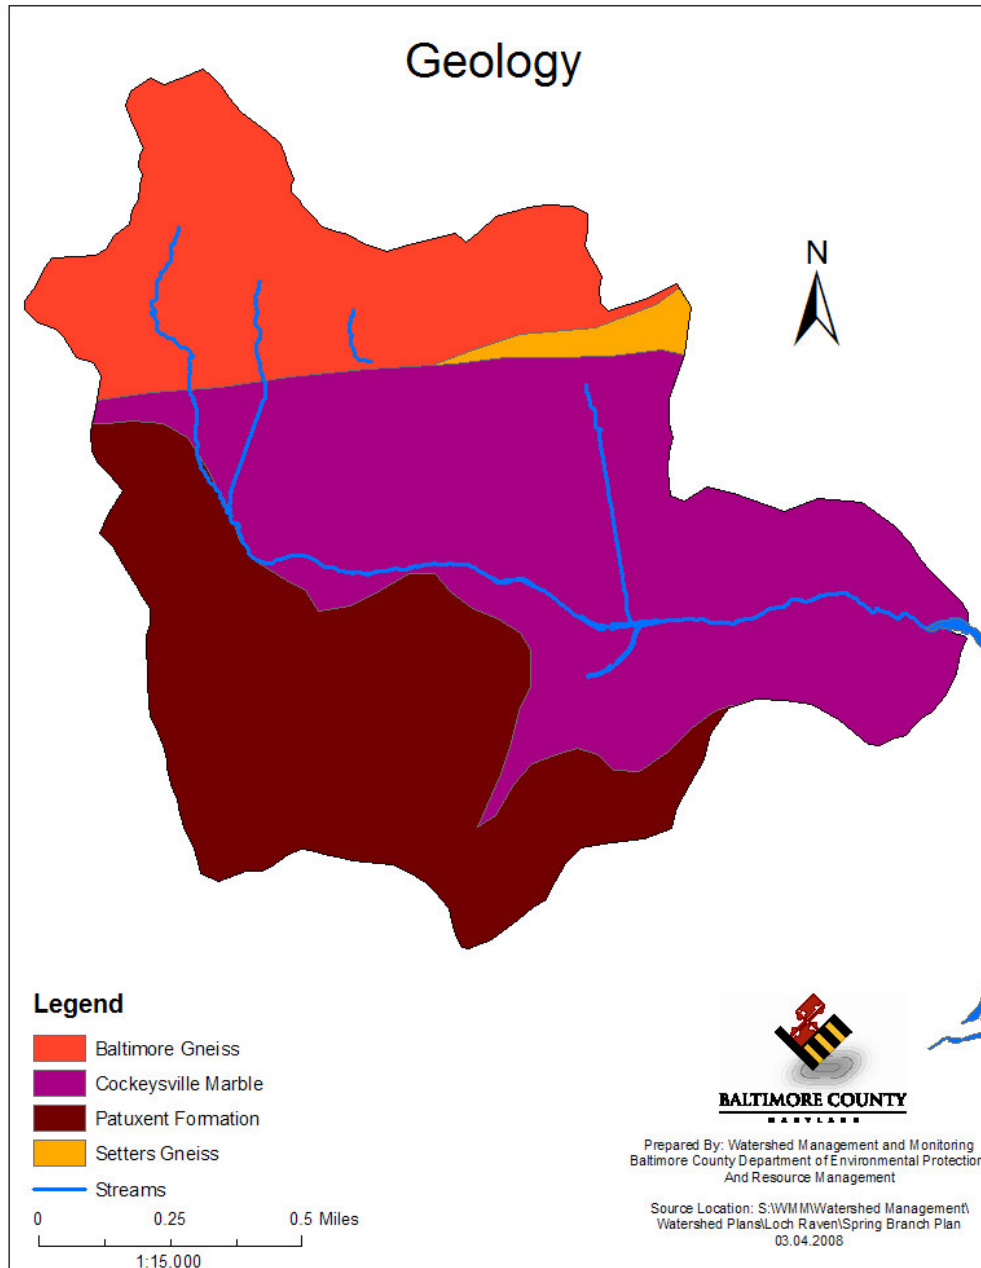 Geology
N
Legend
Baltimore Gneiss
Cockeysville Marble
Patuxent Formation
Setters Gneiss
Streams
0 0.25 0.5 Miles
1:15,000
BALTIMORE COUNTY
MARYLAND
Prepared By: Watershed Management and Monitoring
Baltimore County Department of Environmental Protection
And Resource Management
Source Location: S:\WMM\Watershed Management\
Watershed Plans\Loch Raven\Spring Branch Plan
03.04.2008